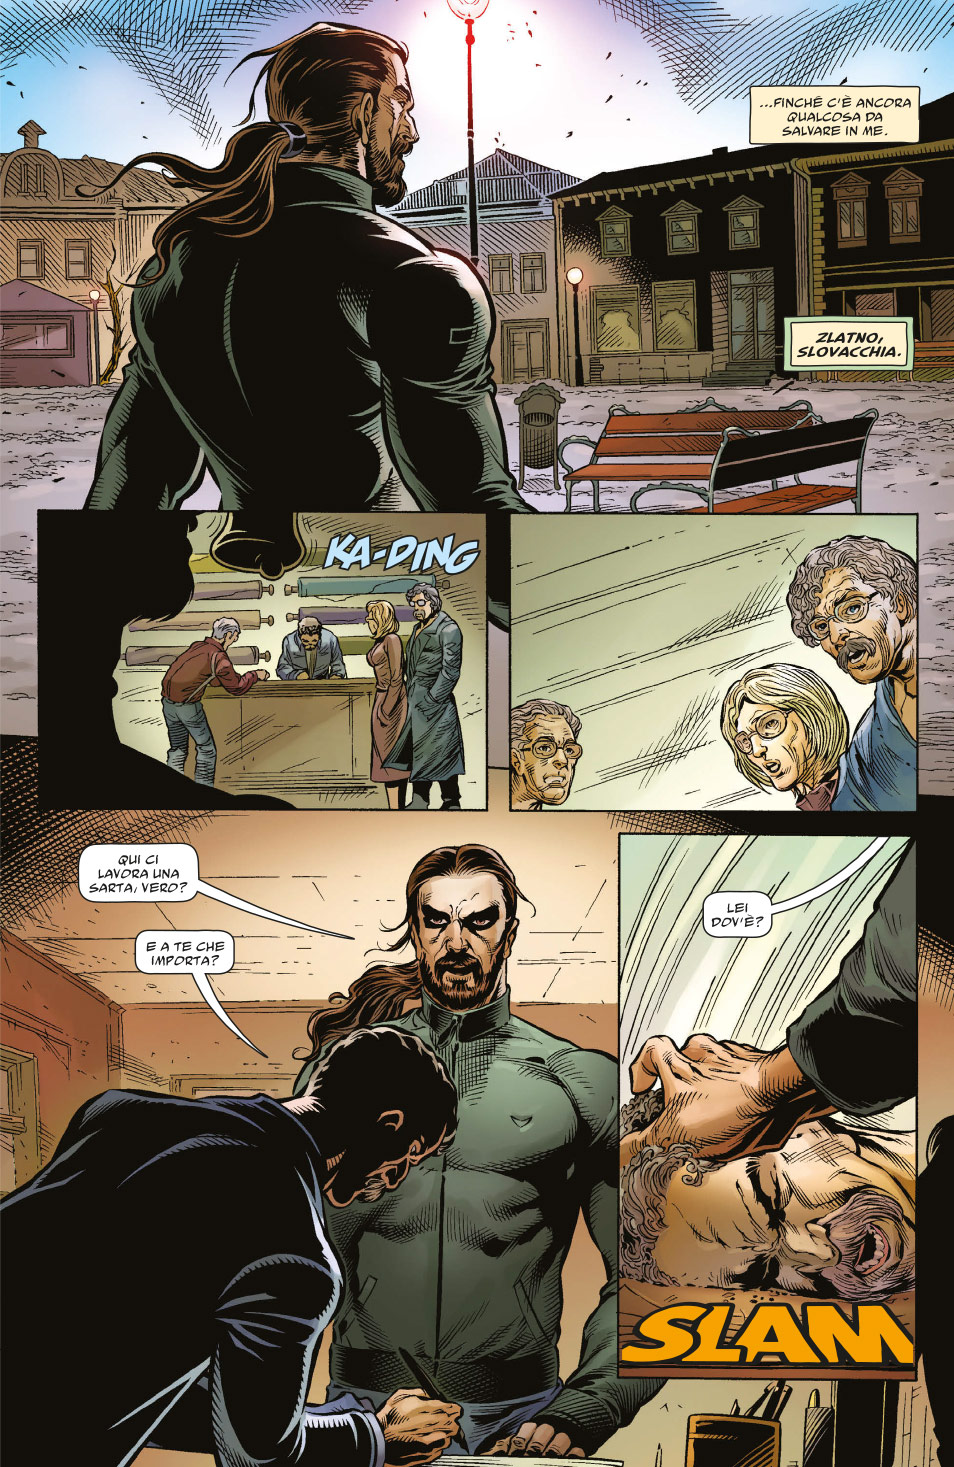 ...FINCHÉ C'È ANCORA
QUALCOSA DA
SALVARE IN ME.
ZLATNO,
SLOVACCHIA.
KA-DING
QUI CI
LAVORA UNA
SARTA, VERO?
E A TE CHE
IMPORTA?
LEI
DOV'È?
SLAM